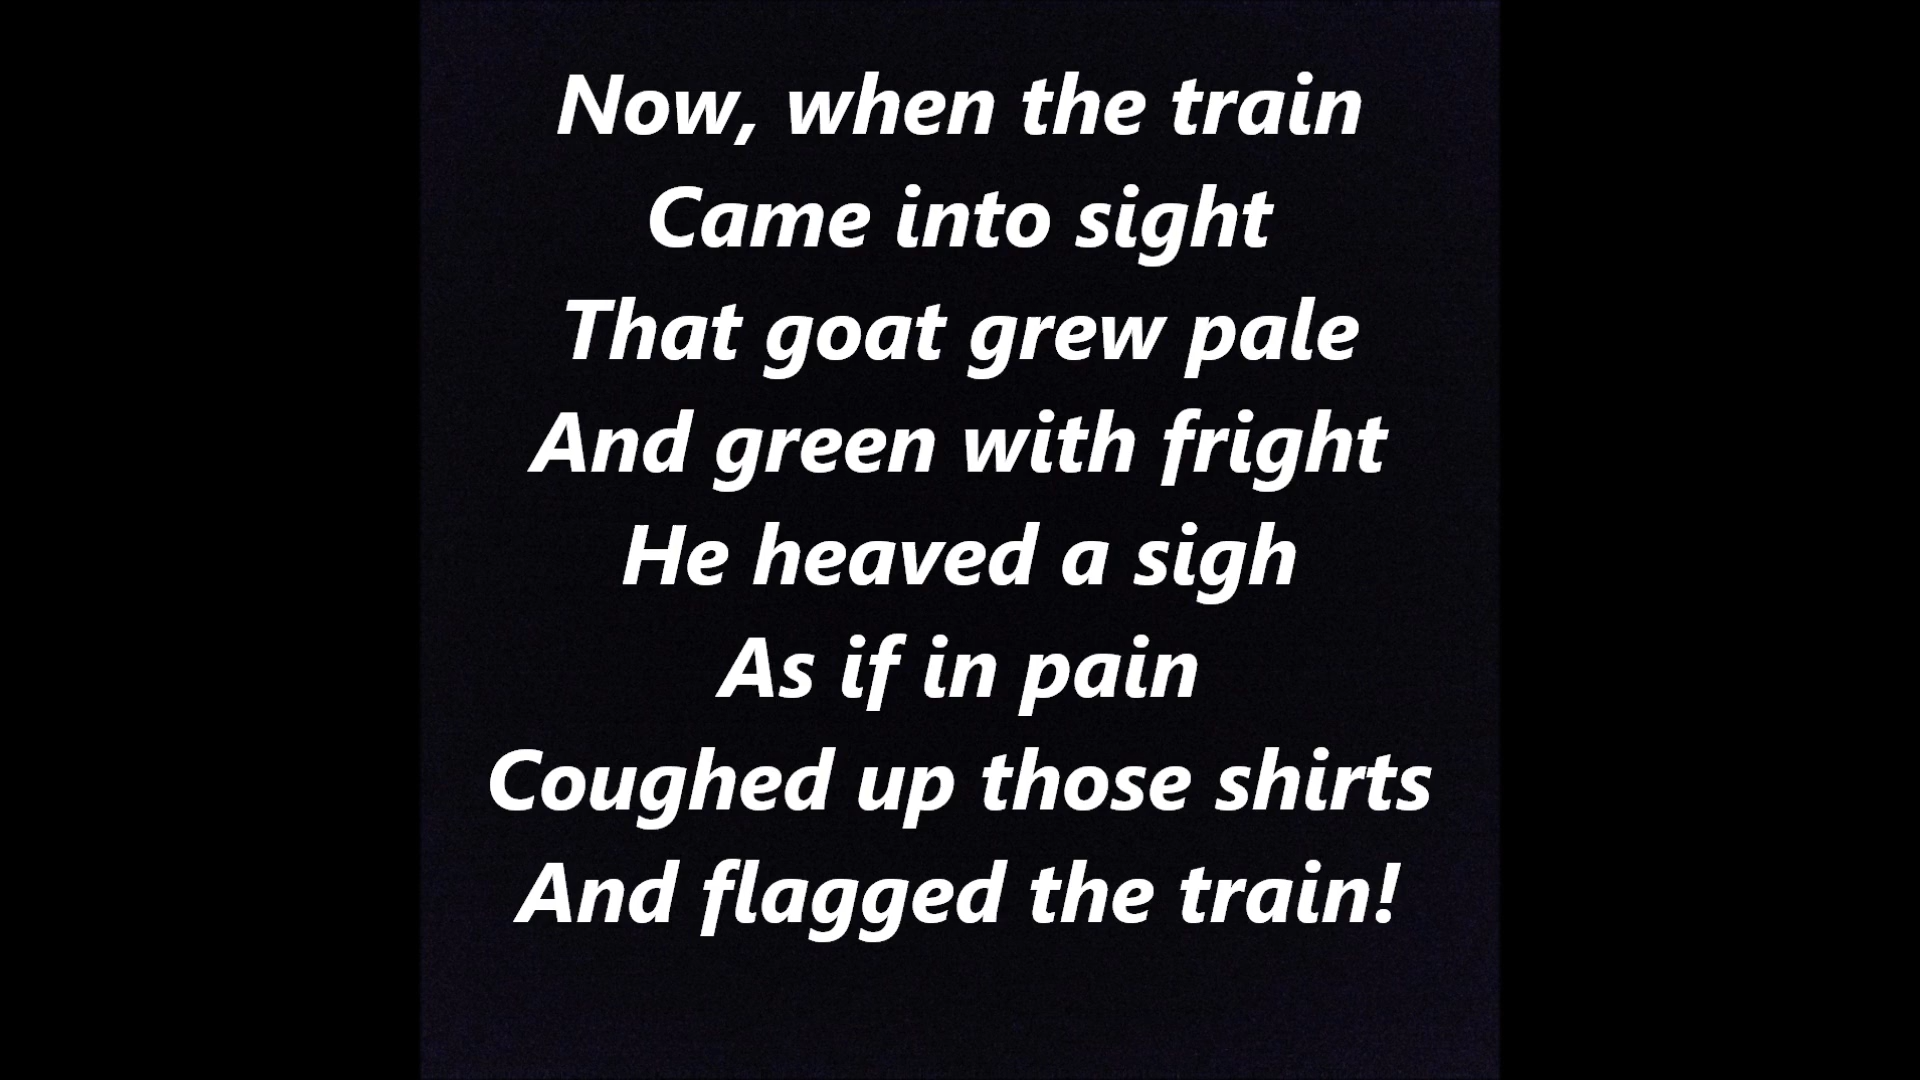 Now, when the train
Came into sight
That goat grew pale
And green with fright
He heaved a sigh
As if in pain
Coughed up those shirts
And flagged the train!